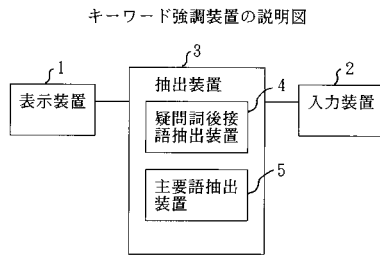 キーワード強調装置の説明図
1
表示装置
3
抽出装置
4
疑問詞後接
語抽出装置
5
主要語抽出
装置
2
入力装置